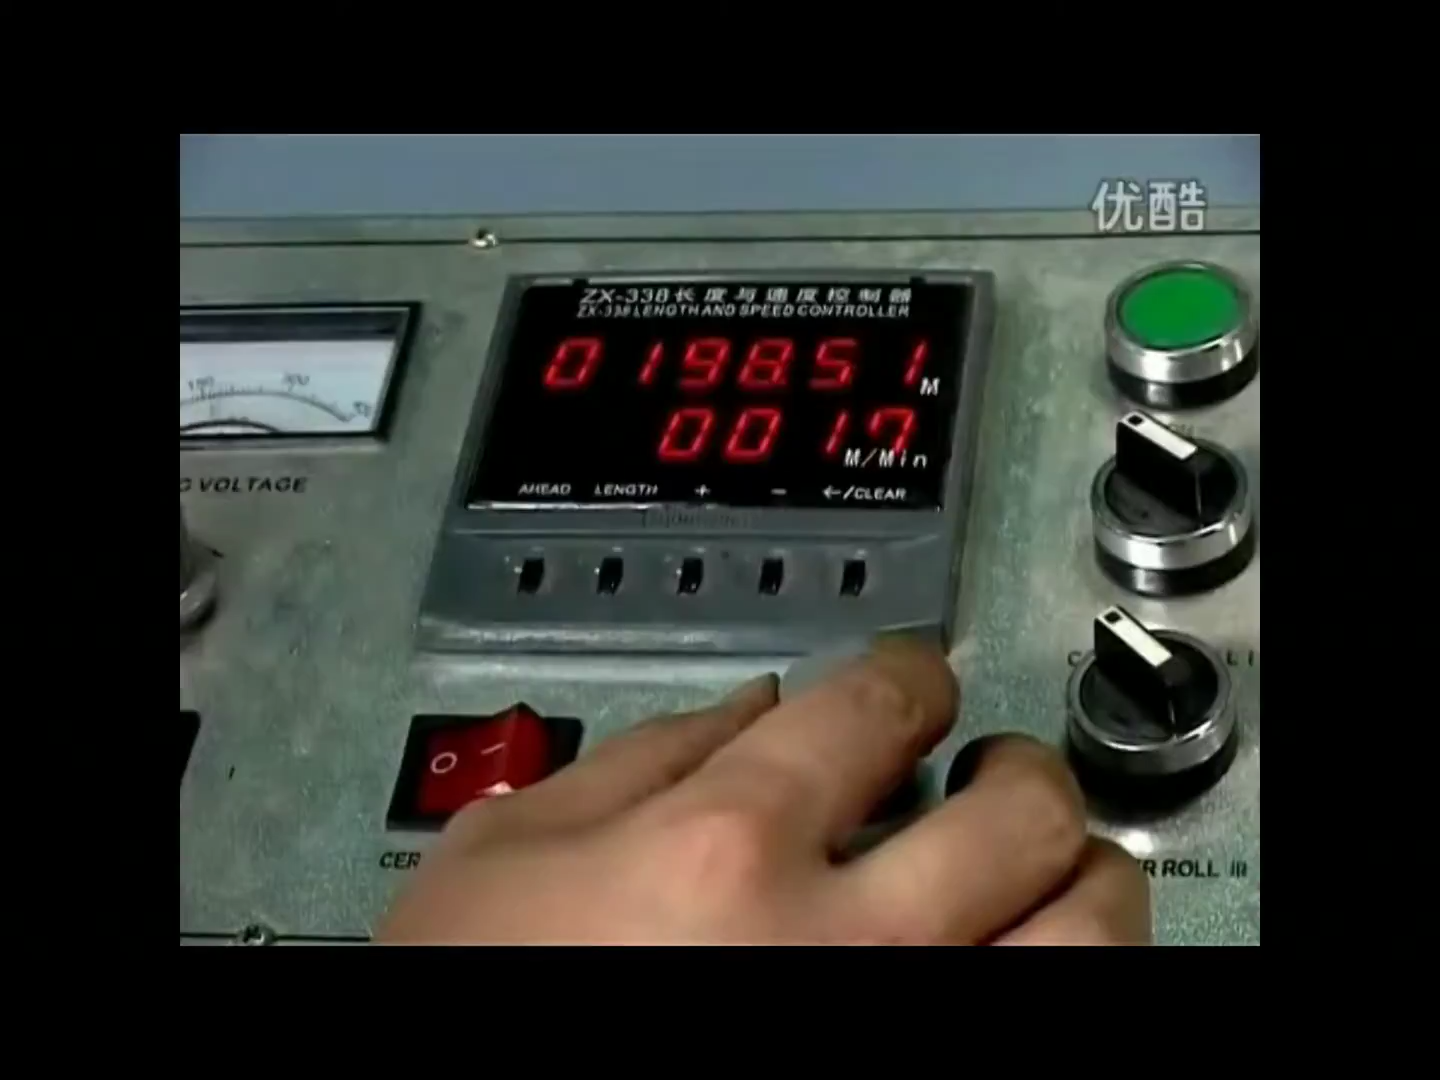 优酷
ZX-338长度与速度控制器
ZX-338 LENGTH AND SPEED CONTROLLER
019851 M
0017 M/Min
AHEAD LENGTH + - ←/CLEAR
VOLTAGE
O I
ROLL III